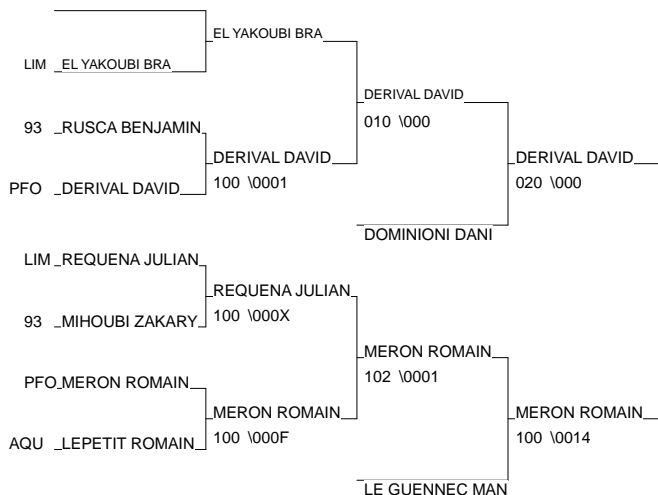 EL YAKOUBI BRA
LIM EL YAKOUBI BRA
DERIVAL DAVID
010 \000
93 RUSCA BENJAMIN
DERIVAL DAVID
100 \0001
DERIVAL DAVID
020 \000
PFO DERIVAL DAVID
DOMINIONI DANI
LIM REQUENA JULIAN
REQUENA JULIAN
100 \000X
93 MIHOUBI ZAKARY
MERON ROMAIN
102 \0001
PFO MERON ROMAIN
MERON ROMAIN
100 \000F
MERON ROMAIN
100 \0014
AQU LEPETIT ROMAIN
LE GUENNEC MAN